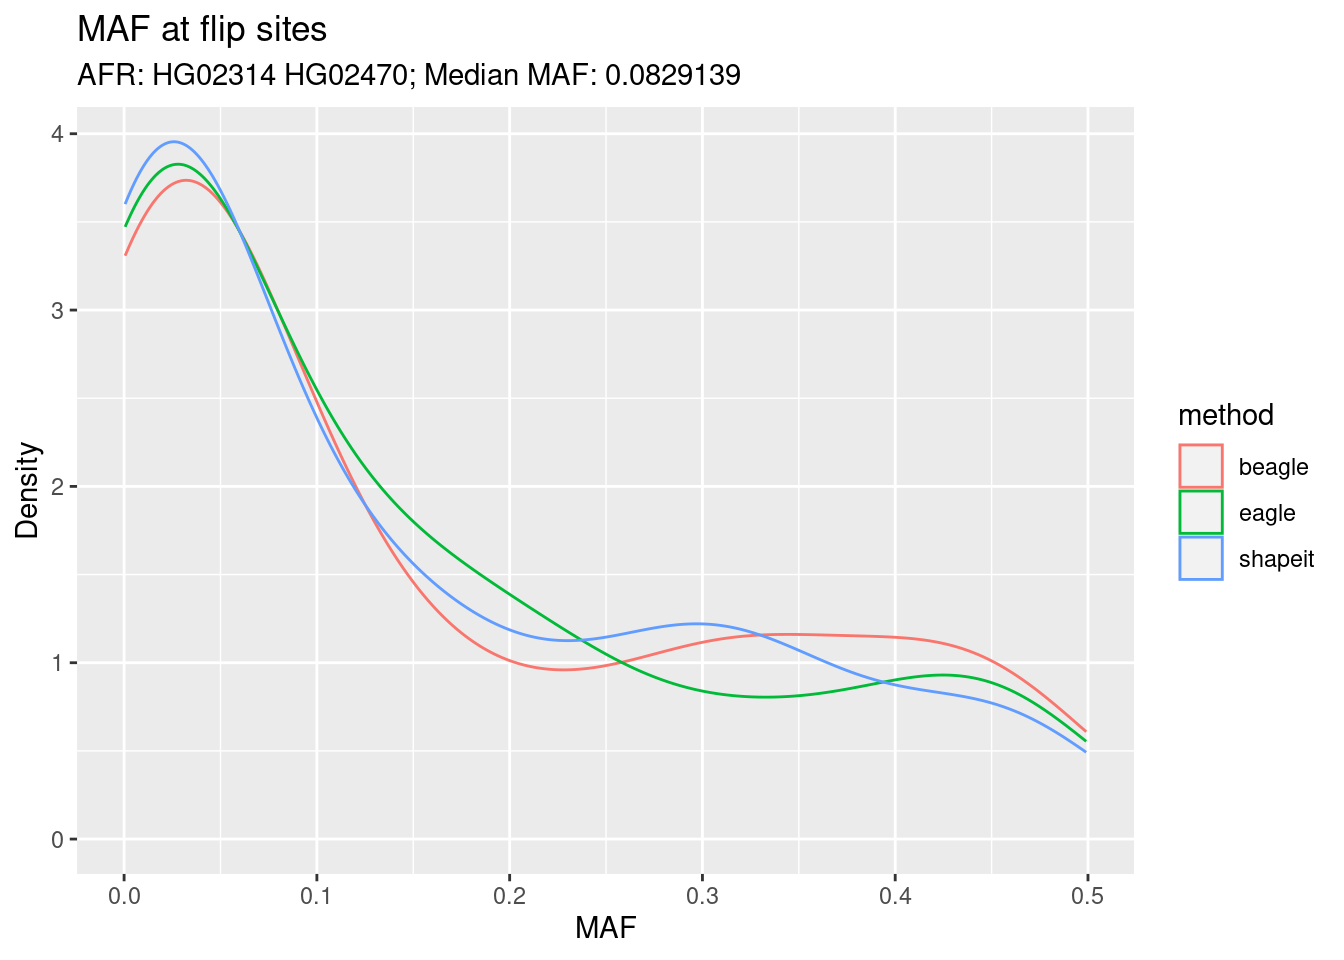 MAF at flip sites
AFR: HG02314 HG02470; Median MAF: 0.0829139
4
3
2
1
0
Density
0.0 0.1 0.2 0.3 0.4 0.5
MAF
method
beagle
eagle
shapeit